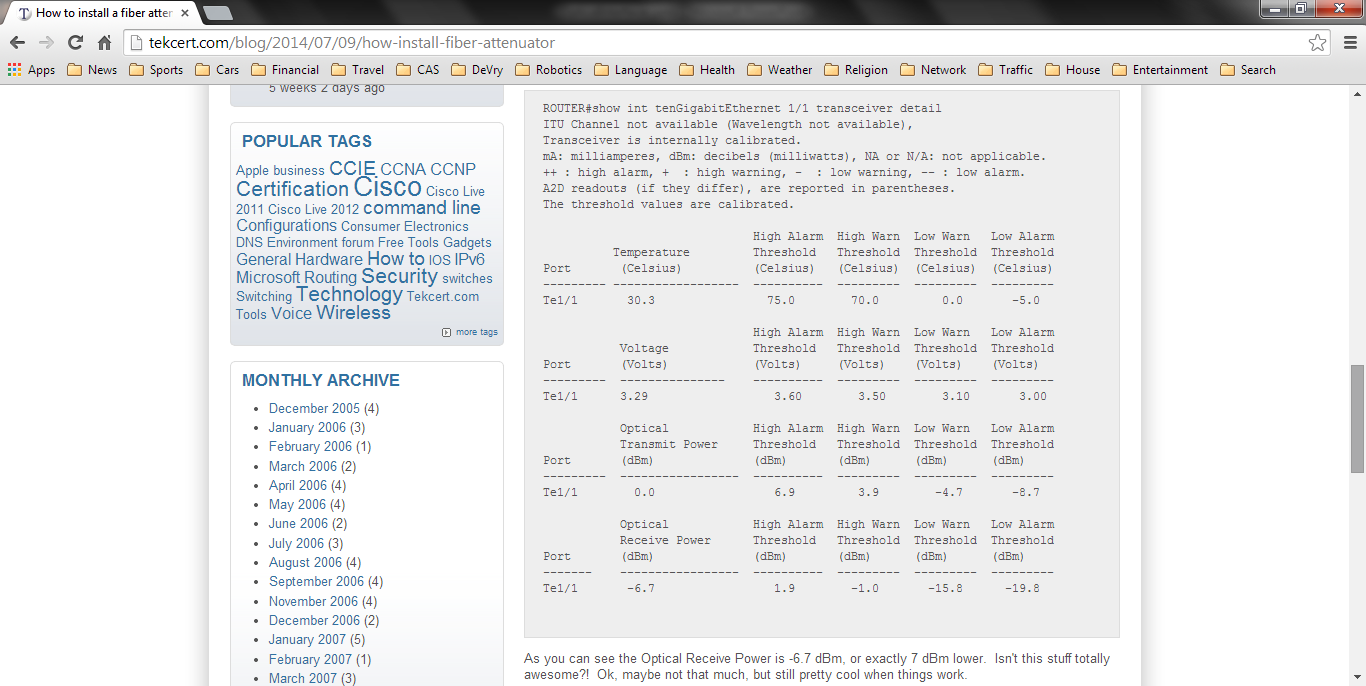 How to install a fiber atter
tekcert.com/blog/2014/07/09/how-install-fiber-attenuator
Apps News Sports Cars Financial Travel CAS DeVry Robotics Language Health Weather Religion Network Traffic House Entertainment Search
5 weeks 2 days ago
POPULAR TAGS
Apple business CCIE CCNA CCNP
Certification Cisco Cisco Live
2011 Cisco Live 2012 command line
Configurations Consumer Electronics
DNS Environment forum Free Tools Gadgets
General Hardware How to IOS IPv6
Microsoft Routing Security switches
Switching Technology Tekcert.com
Tools Voice Wireless
more tags
MONTHLY ARCHIVE
December 2005 (4)
January 2006 (3)
February 2006 (1)
March 2006 (2)
April 2006 (4)
May 2006 (4)
June 2006 (2)
July 2006 (3)
August 2006 (4)
September 2006 (4)
November 2006 (4)
December 2006 (2)
January 2007 (5)
February 2007 (1)
March 2007 (3)
ROUTER#show int tenGigabitEthernet 1/1 transceiver detail
ITU Channel not available (Wavelength not available),
Transceiver is internally calibrated.
mA: milliamperes, dBm: decibels (milliwatts), NA or N/A: not applicable.
++ : high alarm, +  : high warning, -  : low warning, -- : low alarm.
A2D readouts (if they differ), are reported in parentheses.
The threshold values are calibrated.
High Alarm High Warn Low Warn Low Alarm
Temperature Threshold Threshold Threshold Threshold
Port (Celsius) (Celsius) (Celsius) (Celsius) (Celsius)
--------- ------------------ ---------- --------- --------- ---------
Te1/1 30.3 75.0 70.0 0.0 -5.0
High Alarm High Warn Low Warn Low Alarm
Voltage Threshold Threshold Threshold Threshold
Port (Volts) (Volts) (Volts) (Volts) (Volts)
--------- --------------- ---------- --------- --------- ---------
Te1/1 3.29 3.60 3.50 3.10 3.00
Optical High Alarm High Warn Low Warn Low Alarm
Transmit Power Threshold Threshold Threshold Threshold
Port (dBm) (dBm) (dBm) (dBm) (dBm)
--------- ----------------- ---------- --------- --------- ---------
Te1/1 0.0 6.9 3.9 -4.7 -8.7
Optical High Alarm High Warn Low Warn Low Alarm
Receive Power Threshold Threshold Threshold Threshold
Port (dBm) (dBm) (dBm) (dBm) (dBm)
------- ----------------- ---------- --------- --------- ---------
Te1/1 -6.7 1.9 -1.0 -15.8 -19.8
As you can see the Optical Receive Power is -6.7 dBm, or exactly 7 dBm lower.  Isn't this stuff totally
awesome?!  Ok, maybe not that much, but still pretty cool when things work.